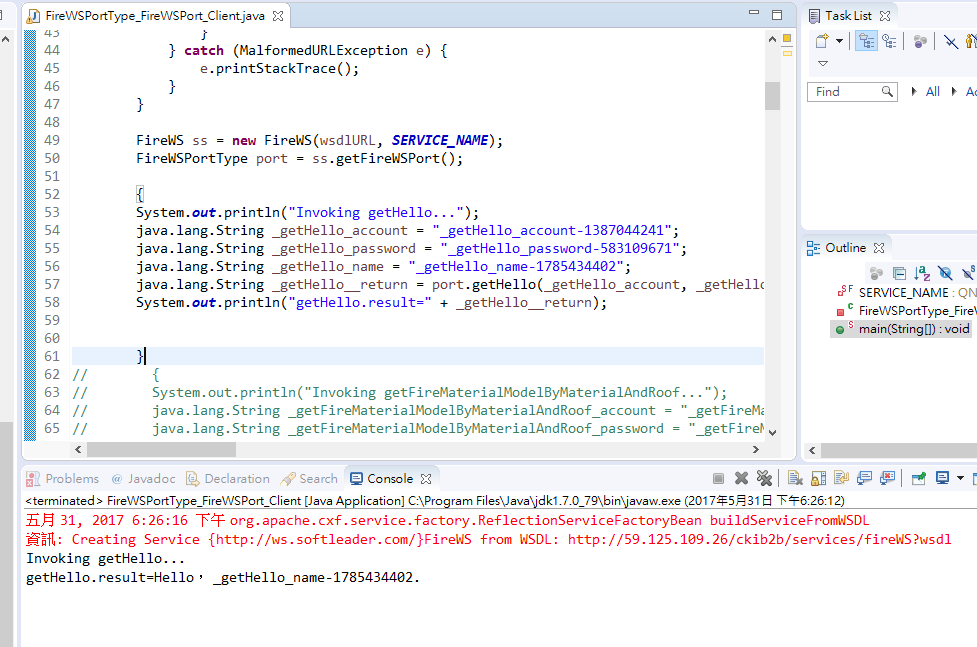 FireWSPortType_FireWSPort_Client.java
43 }
44 } catch (MalformedURLException e) {
45 e.printStackTrace();
46 }
47 }
48
49 FireWS ss = new FireWS(wsdlURL, SERVICE_NAME);
50 FireWSPortType port = ss.getFireWSPort();
51
52 {
53 System.out.println("Invoking getHello...");
54 java.lang.String _getHello_account = "_getHello_account-1387044241";
55 java.lang.String _getHello_password = "_getHello_password-583109671";
56 java.lang.String _getHello_name = "_getHello_name-1785434402";
57 java.lang.String _getHello__return = port.getHello(_getHello_account, _getHello
58 System.out.println("getHello.result=" + _getHello__return);
59
60
61 }
62 // {
63 // System.out.println("Invoking getFireMaterialModelByMaterialAndRoof...");
64 // java.lang.String _getFireMaterialModelByMaterialAndRoof_account = "_getFireMa
65 // java.lang.String _getFireMaterialModelByMaterialAndRoof_password = "_getFireM
Task List
Find All Ac
Outline
SERVICE_NAME : QN
FireWSPortType_FireW
main(String[]) : void
Problems @ Javadoc Declaration Search Console
<terminated> FireWSPortType_FireWSPort_Client [Java Application] C:\Program Files\Java\jdk1.7.0_79\bin\javaw.exe (2017年5月31日 下午6:26:12)
五月 31, 2017 6:26:16 下午 org.apache.cxf.service.factory.ReflectionServiceFactoryBean buildServiceFromWSDL
資訊: Creating Service {http://ws.softleader.com/}FireWS from WSDL: http://59.125.109.26/ckib2b/services/fireWS?wsdl
Invoking getHello...
getHello.result=Hello, _getHello_name-1785434402.